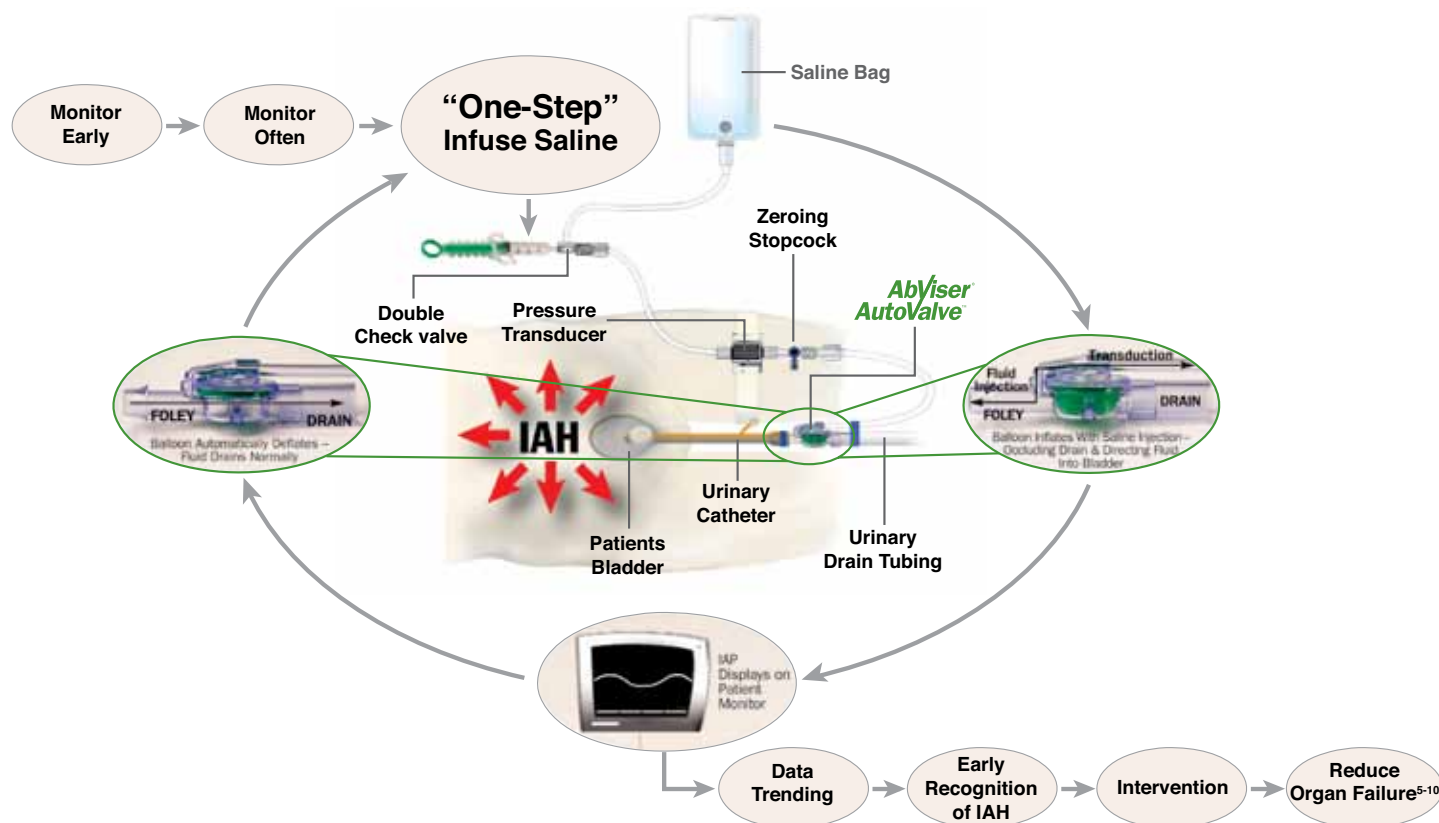 Monitor
Early
Monitor
Often
“One-Step”
Infuse Saline
Saline Bag
Zeroing
Stopcock
AbViser®
AutoValve™
Double
Check valve
Pressure
Transducer
FOLEY
DRAIN
Balloon Automatically Deflates –
Fluid Drains Normally
IAH
Transduction
Fluid
Injection
FOLEY
DRAIN
Balloon Inflates With Saline Injection–
Occluding Drain & Directing Fluid
Into Bladder
Urinary
Catheter
Patients
Bladder
Urinary
Drain Tubing
IAP
Displays on
Patient
Monitor
Data
Trending
Early
Recognition
of IAH
Intervention
Reduce
Organ Failure⁵⁻¹⁰